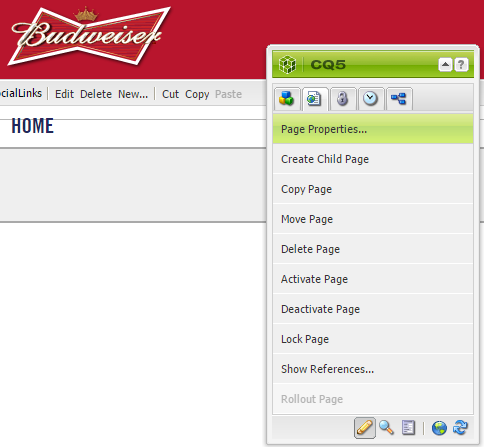 Budweiser
cialLinks Edit Delete New... Cut Copy Paste
HOME
CQ5 ?
Page Properties...
Create Child Page
Copy Page
Move Page
Delete Page
Activate Page
Deactivate Page
Lock Page
Show References...
Rollout Page